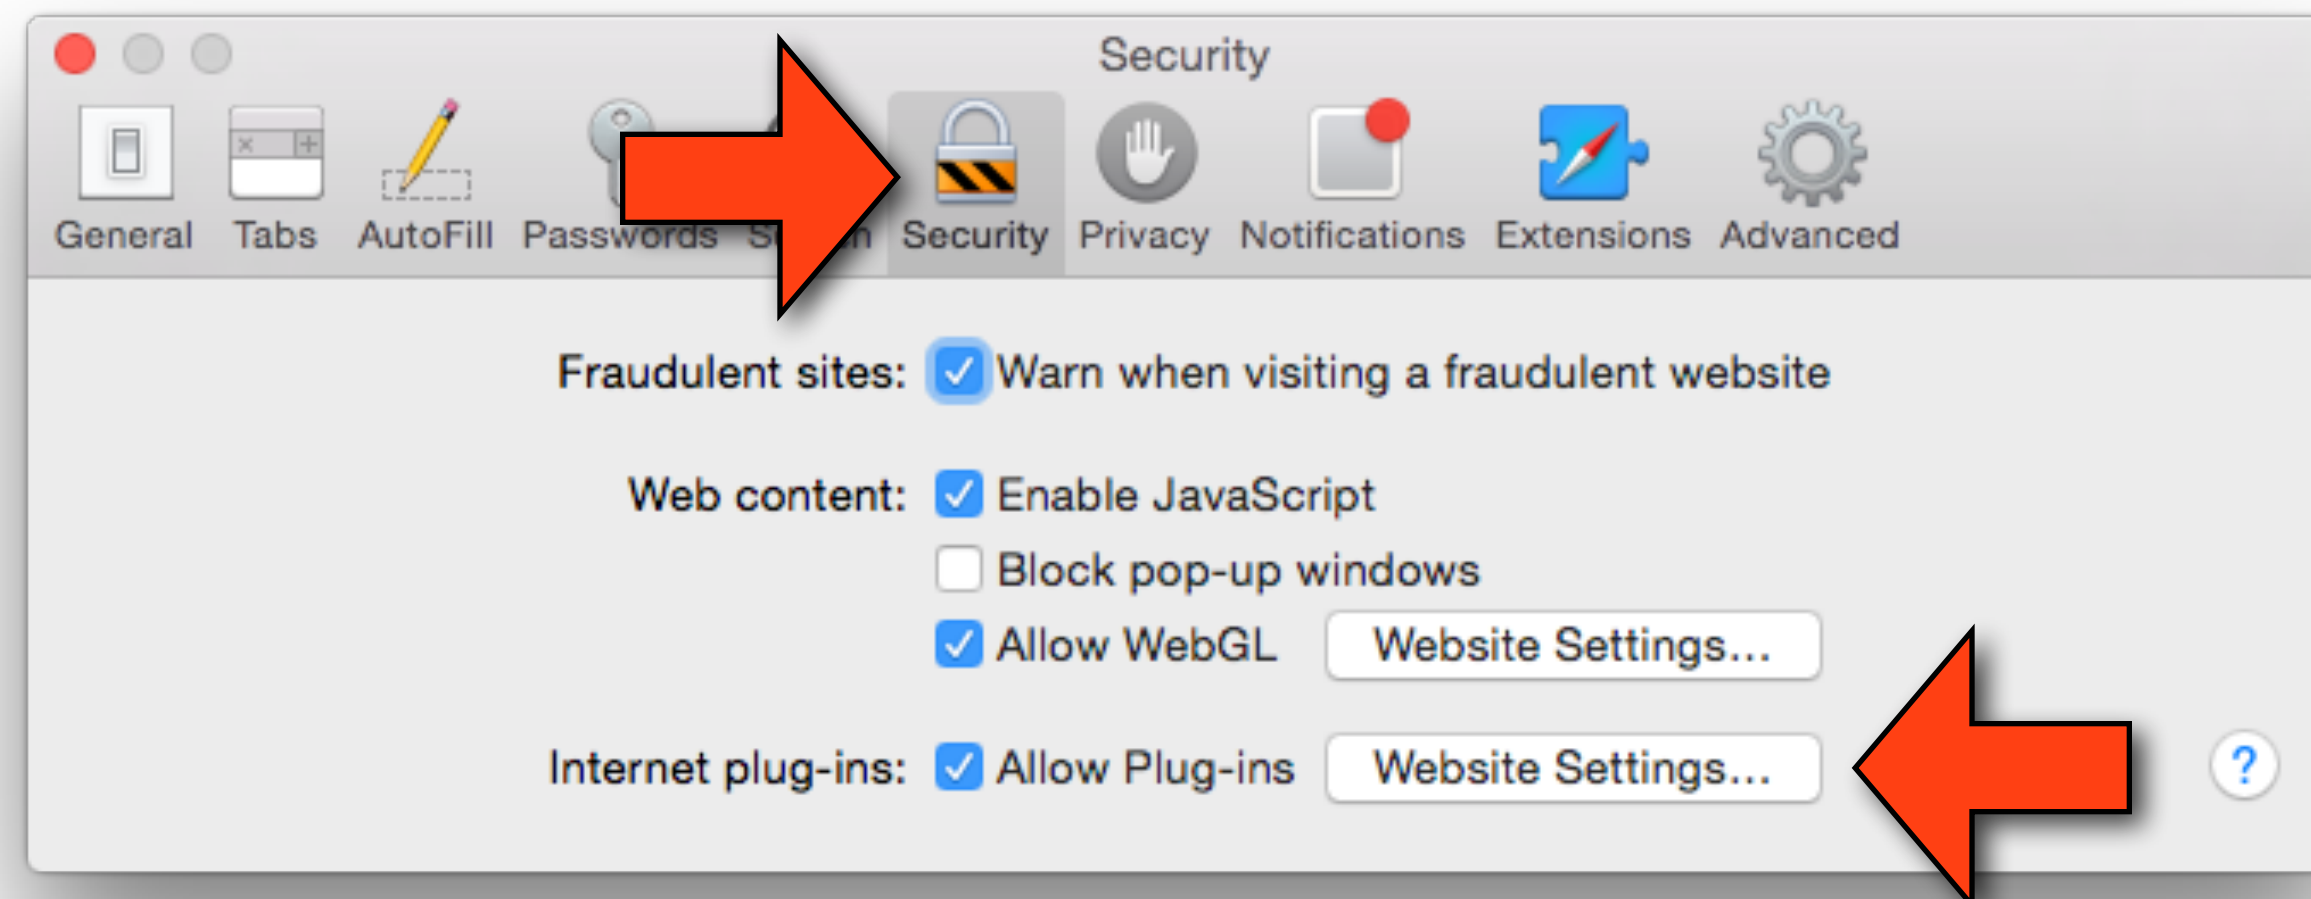 Security
General Tabs AutoFill Passwords Security Privacy Notifications Extensions Advanced
Fraudulent sites: Warn when visiting a fraudulent website
Web content: Enable JavaScript
Block pop-up windows
Allow WebGL Website Settings...
Internet plug-ins: Allow Plug-ins Website Settings... ?